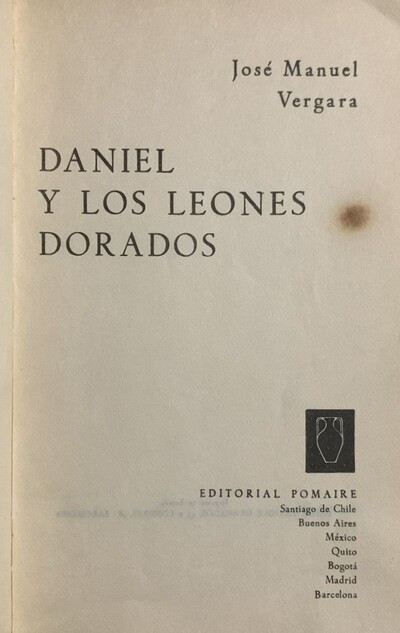 José Manuel
Vergara
DANIEL
Y LOS LEONES
DORADOS
EDITORIAL POMAIRE
Santiago de Chile
Buenos Aires
México
Quito
Bogotá
Madrid
Barcelona